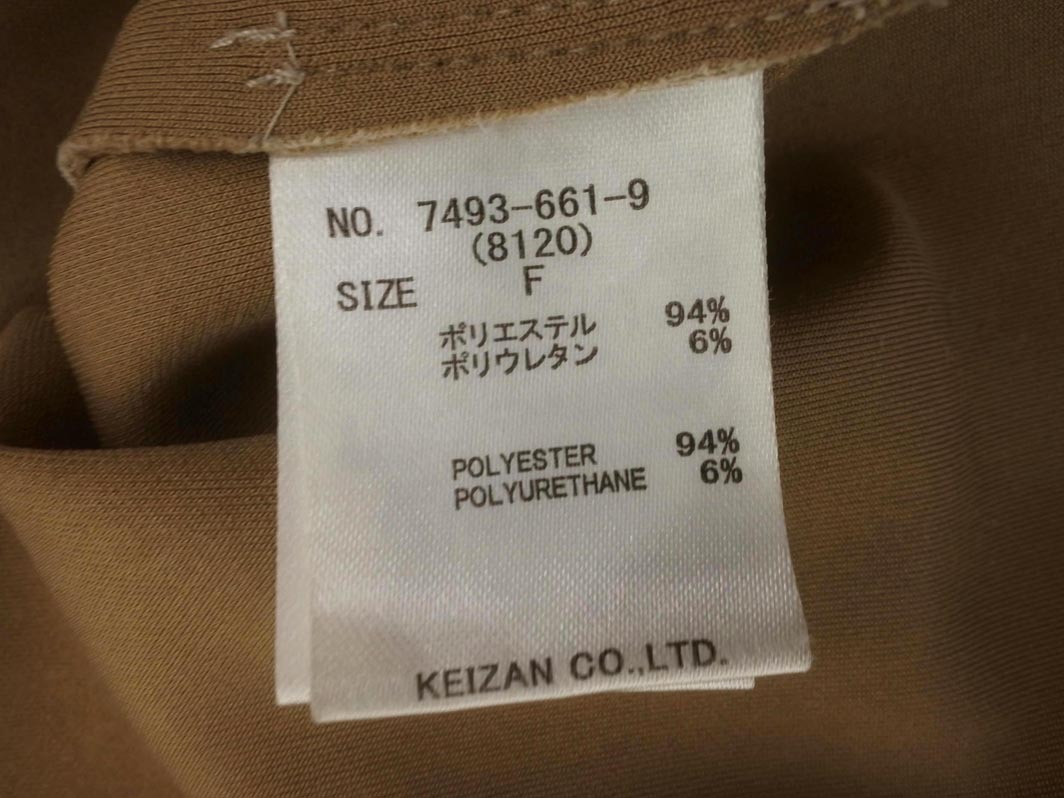 NO. 7493-661-9
(8120)
SIZE F
ポリエステル 94%
ポリウレタン 6%
POLYESTER 94%
POLYURETHANE 6%
KEIZAN CO.,LTD.